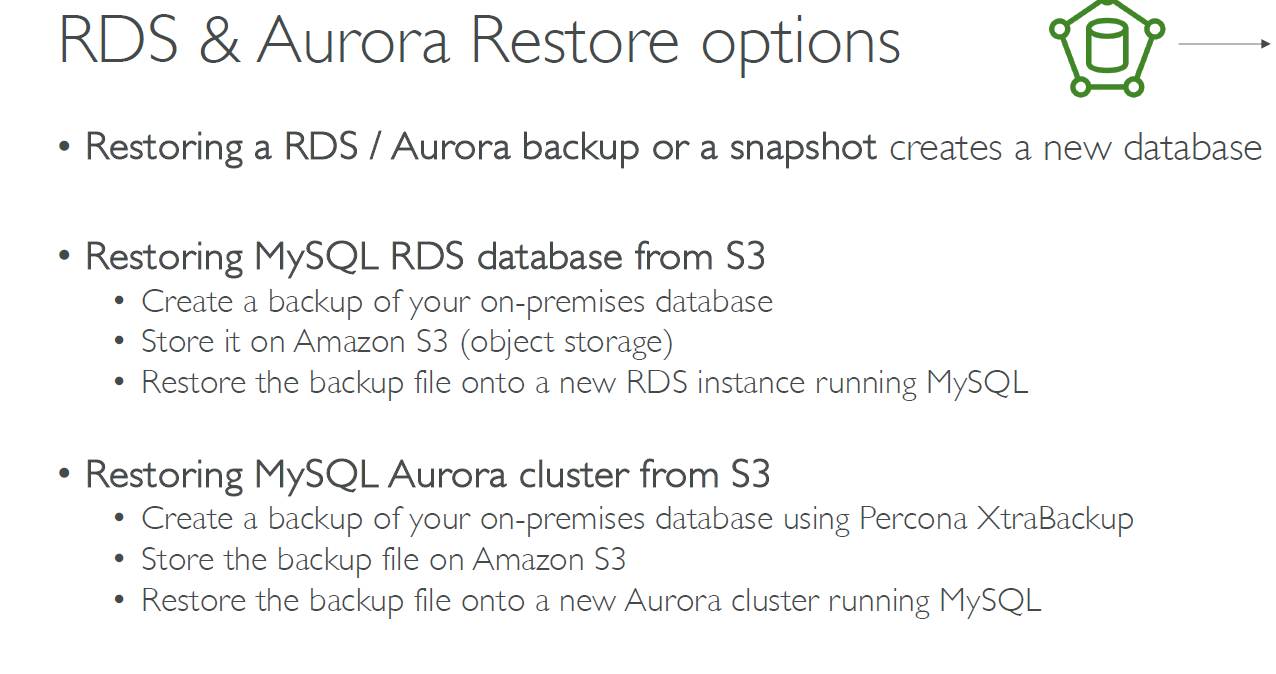 RDS & Aurora Restore options
• Restoring a RDS / Aurora backup or a snapshot creates a new database
• Restoring MySQL RDS database from S3
• Create a backup of your on-premises database
• Store it on Amazon S3 (object storage)
• Restore the backup file onto a new RDS instance running MySQL
• Restoring MySQL Aurora cluster from S3
• Create a backup of your on-premises database using Percona XtraBackup
• Store the backup file on Amazon S3
• Restore the backup file onto a new Aurora cluster running MySQL